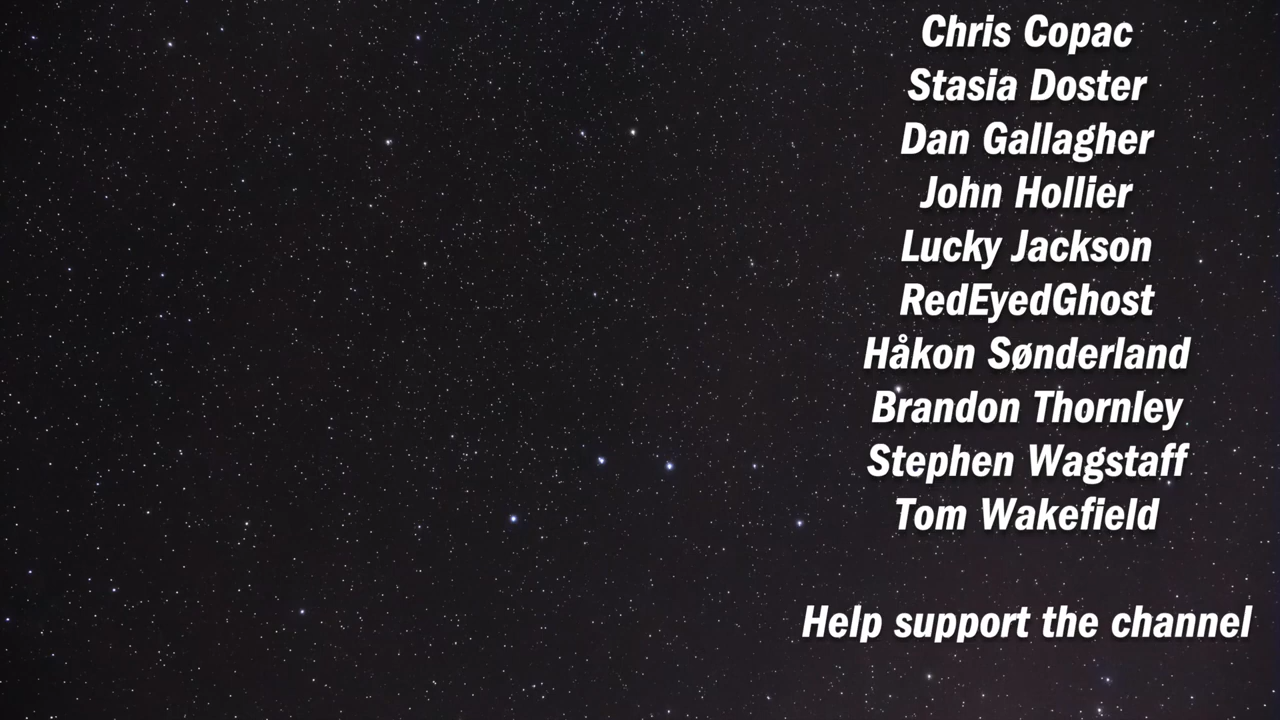 Chris Copac
Stasia Doster
Dan Gallagher
John Hollier
Lucky Jackson
RedEyedGhost
Håkon Sønderland
Brandon Thornley
Stephen Wagstaff
Tom Wakefield
Help support the channel